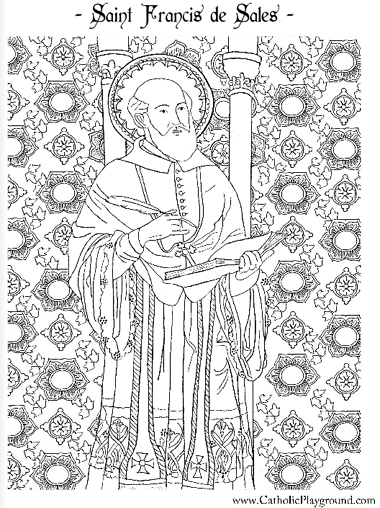 - Saint Francis de Sales -
www.CatholicPlayground.com